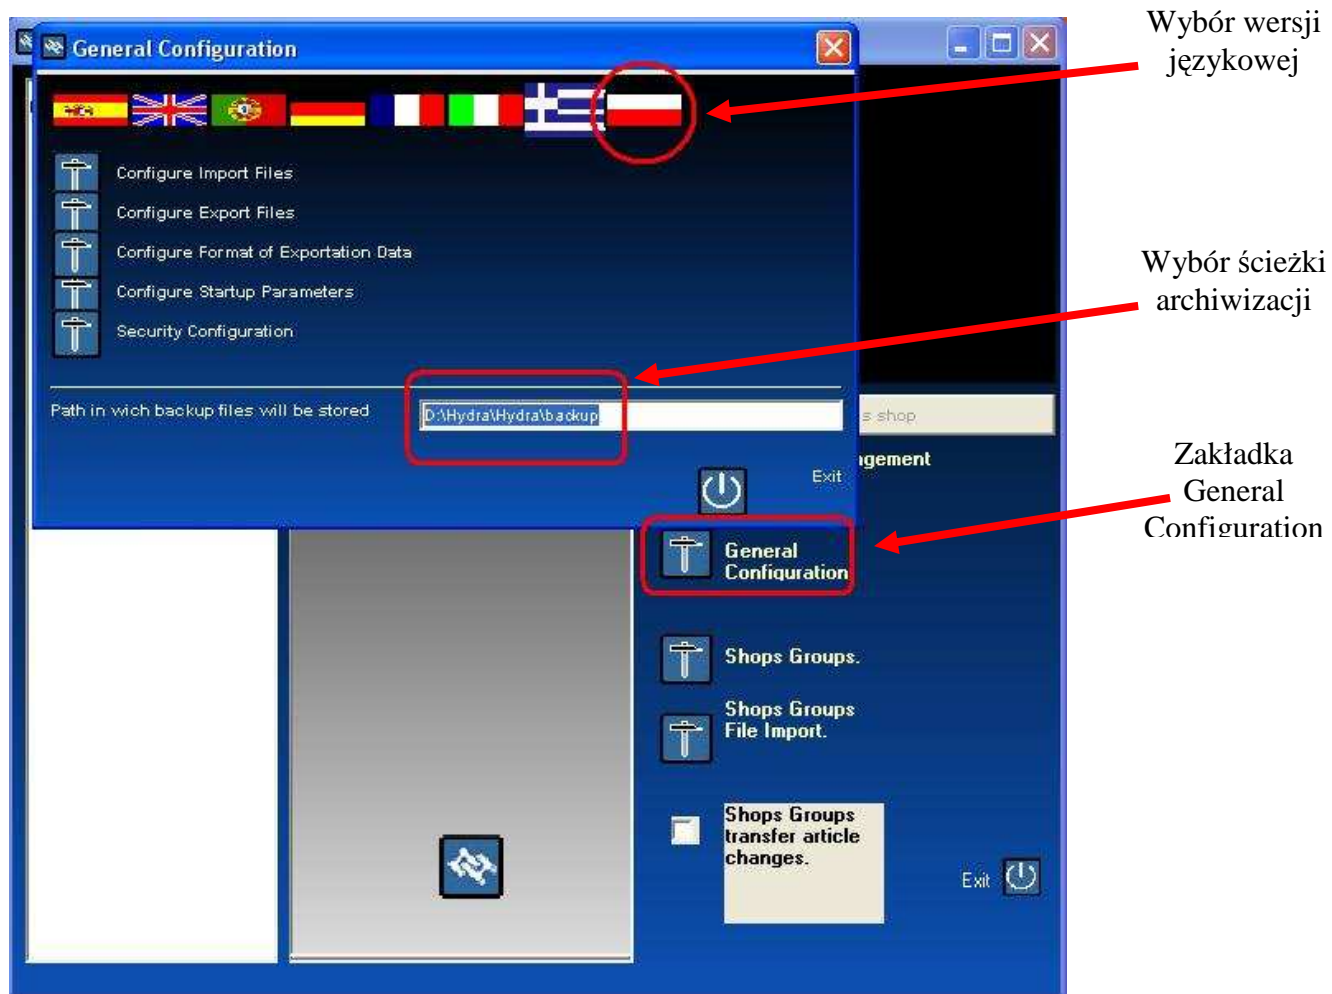 General Configuration
Wybór wersji
językowej
Configure Import Files
Configure Export Files
Configure Format of Exportation Data
Configure Startup Parameters
Security Configuration
Wybór ścieżki
archiwizacji
Path in wich backup files will be stored
D:\Hydra\Hydra\backup
s shop
gement
Exit
Zakładka
General
Configuration
General
Configuration
Shops Groups.
Shops Groups
File Import.
Shops Groups
transfer article
changes.
Exit